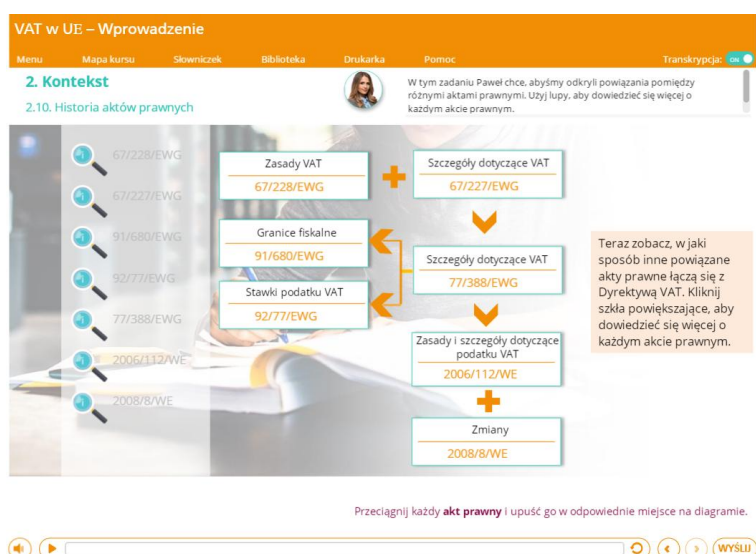 VAT w UE – Wprowadzenie
Menu Mapa kursu Słowniczek Biblioteka Drukarka Pomoc Transkrypcja: ON
2. Kontekst
2.10. Historia aktów prawnych
W tym zadaniu Paweł chce, abyśmy odkryli powiązania pomiędzy
różnymi aktami prawnymi. Użyj lupy, aby dowiedzieć się więcej o
każdym akcie prawnym.
67/228/EWG
67/227/EWG
91/680/EWG
92/77/EWG
77/388/EWG
2006/112/WE
2008/8/WE
Zasady VAT
67/228/EWG
Szczegóły dotyczące VAT
67/227/EWG
Granice fiskalne
91/680/EWG
Stawki podatku VAT
92/77/EWG
Szczegóły dotyczące VAT
77/388/EWG
Zasady i szczegóły dotyczące
podatku VAT
2006/112/WE
Zmiany
2008/8/WE
Teraz zobacz, w jaki
sposób inne powiązane
akty prawne łączą się z
Dyrektywą VAT. Kliknij
szkła powiększające, aby
dowiedzieć się więcej o
każdym akcie prawnym.
Przeciągnij każdy akt prawny i upuść go w odpowiednie miejsce na diagramie.
WYŚLIJ